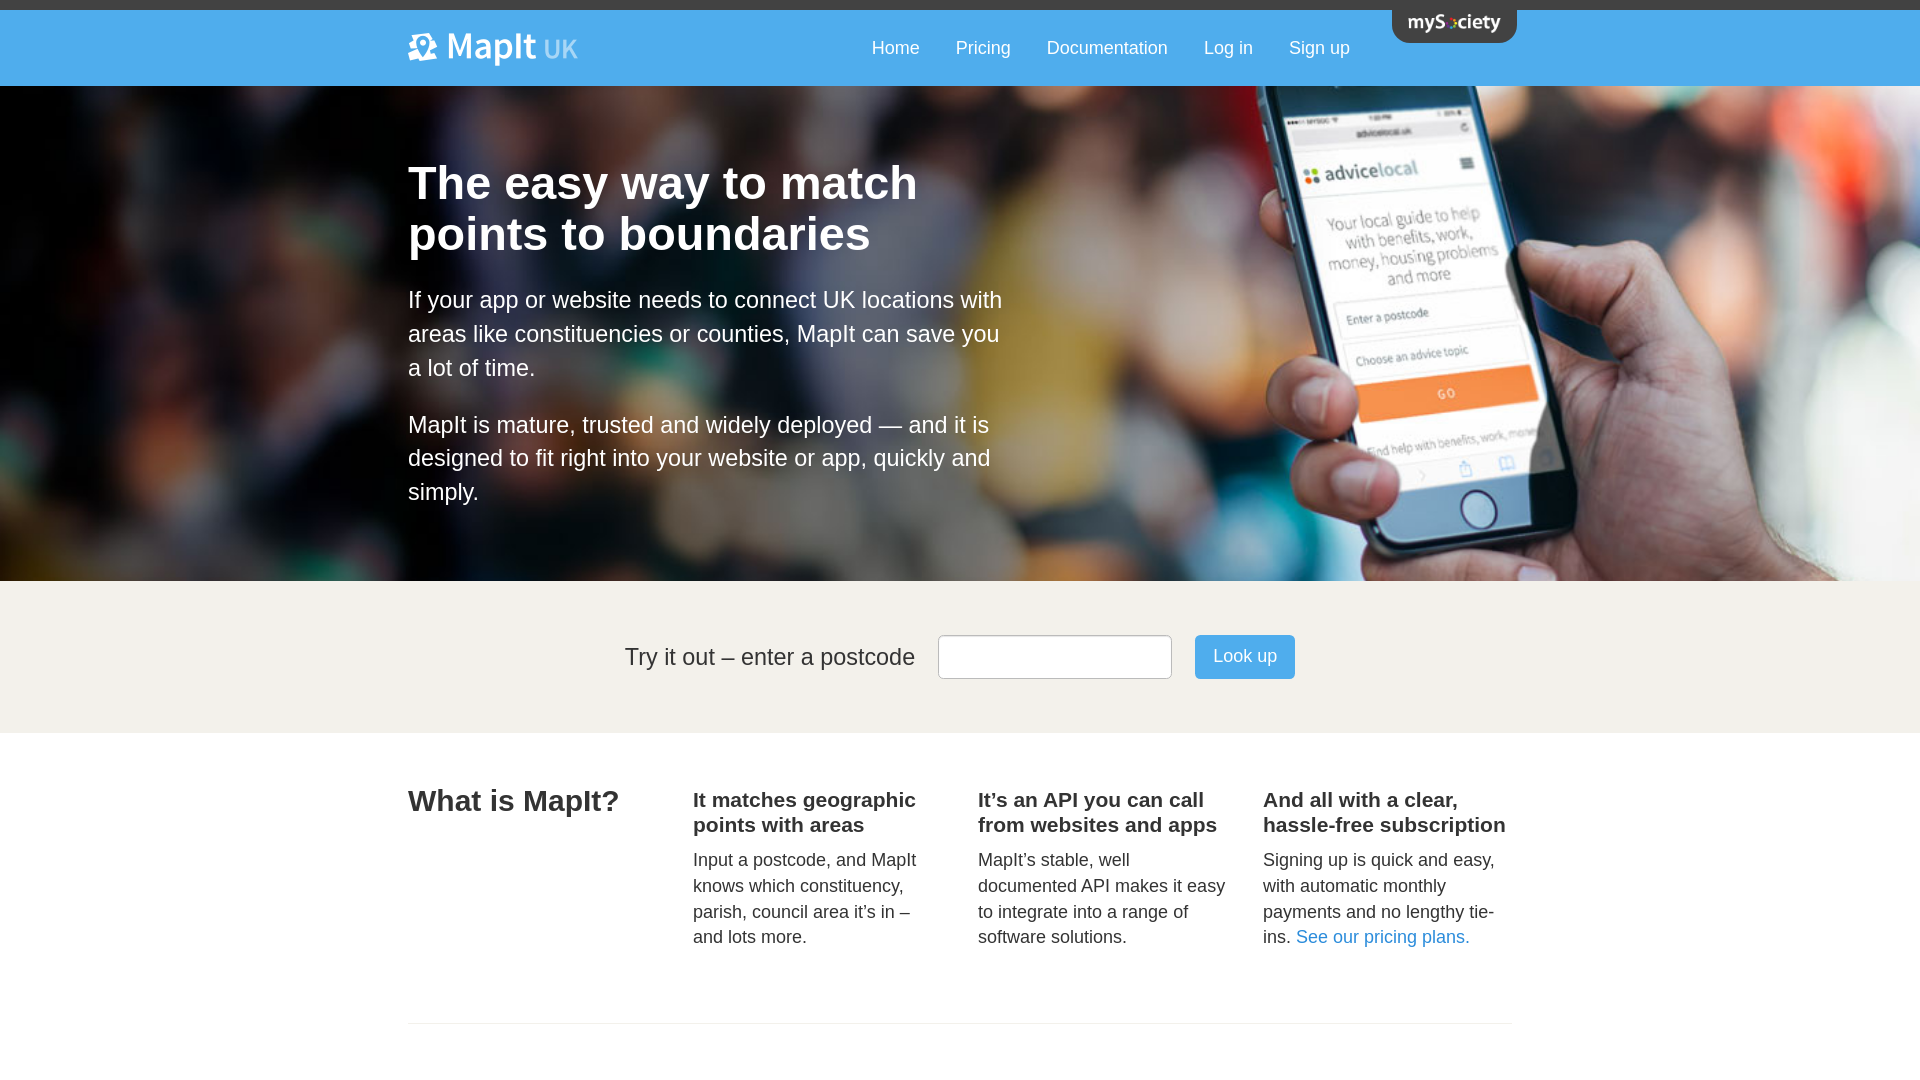 mySociety
MapIt UK
Home
Pricing
Documentation
Log in
Sign up
The easy way to match
points to boundaries
If your app or website needs to connect UK locations with
areas like constituencies or counties, MapIt can save you
a lot of time.
MapIt is mature, trusted and widely deployed — and it is
designed to fit right into your website or app, quickly and
simply.
advicelocal.uk
advicelocal
Your local guide to help
with benefits, work,
money, housing problems
and more
Enter a postcode
Choose an advice topic
GO
Find help with benefits, work, money,
Try it out – enter a postcode
Look up
What is MapIt?
It matches geographic
points with areas
Input a postcode, and MapIt
knows which constituency,
parish, council area it’s in –
and lots more.
It’s an API you can call
from websites and apps
MapIt’s stable, well
documented API makes it easy
to integrate into a range of
software solutions.
And all with a clear,
hassle-free subscription
Signing up is quick and easy,
with automatic monthly
payments and no lengthy tie-
ins. See our pricing plans.